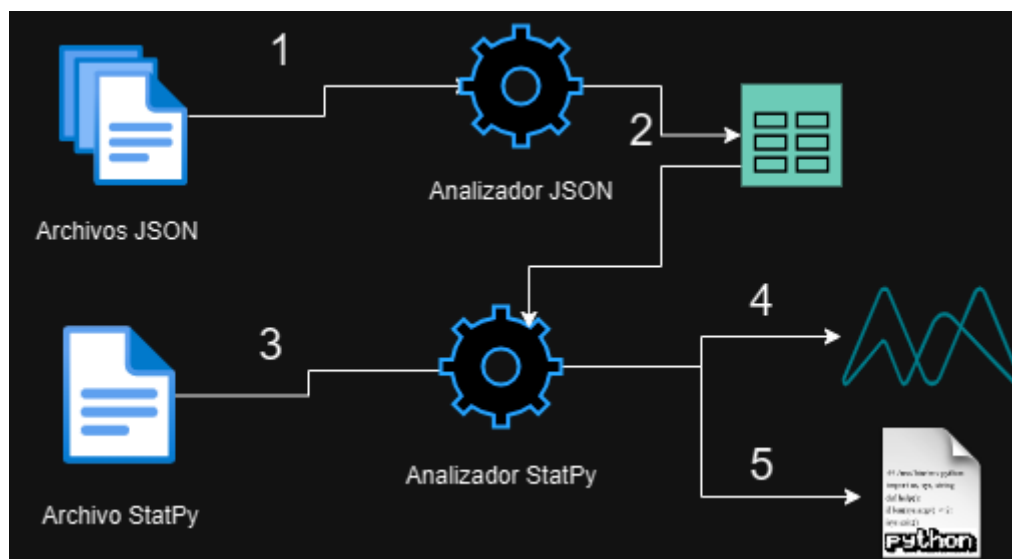 1
2
Analizador JSON
Archivos JSON
3
4
Analizador StatPy
5
Archivo StatPy
python